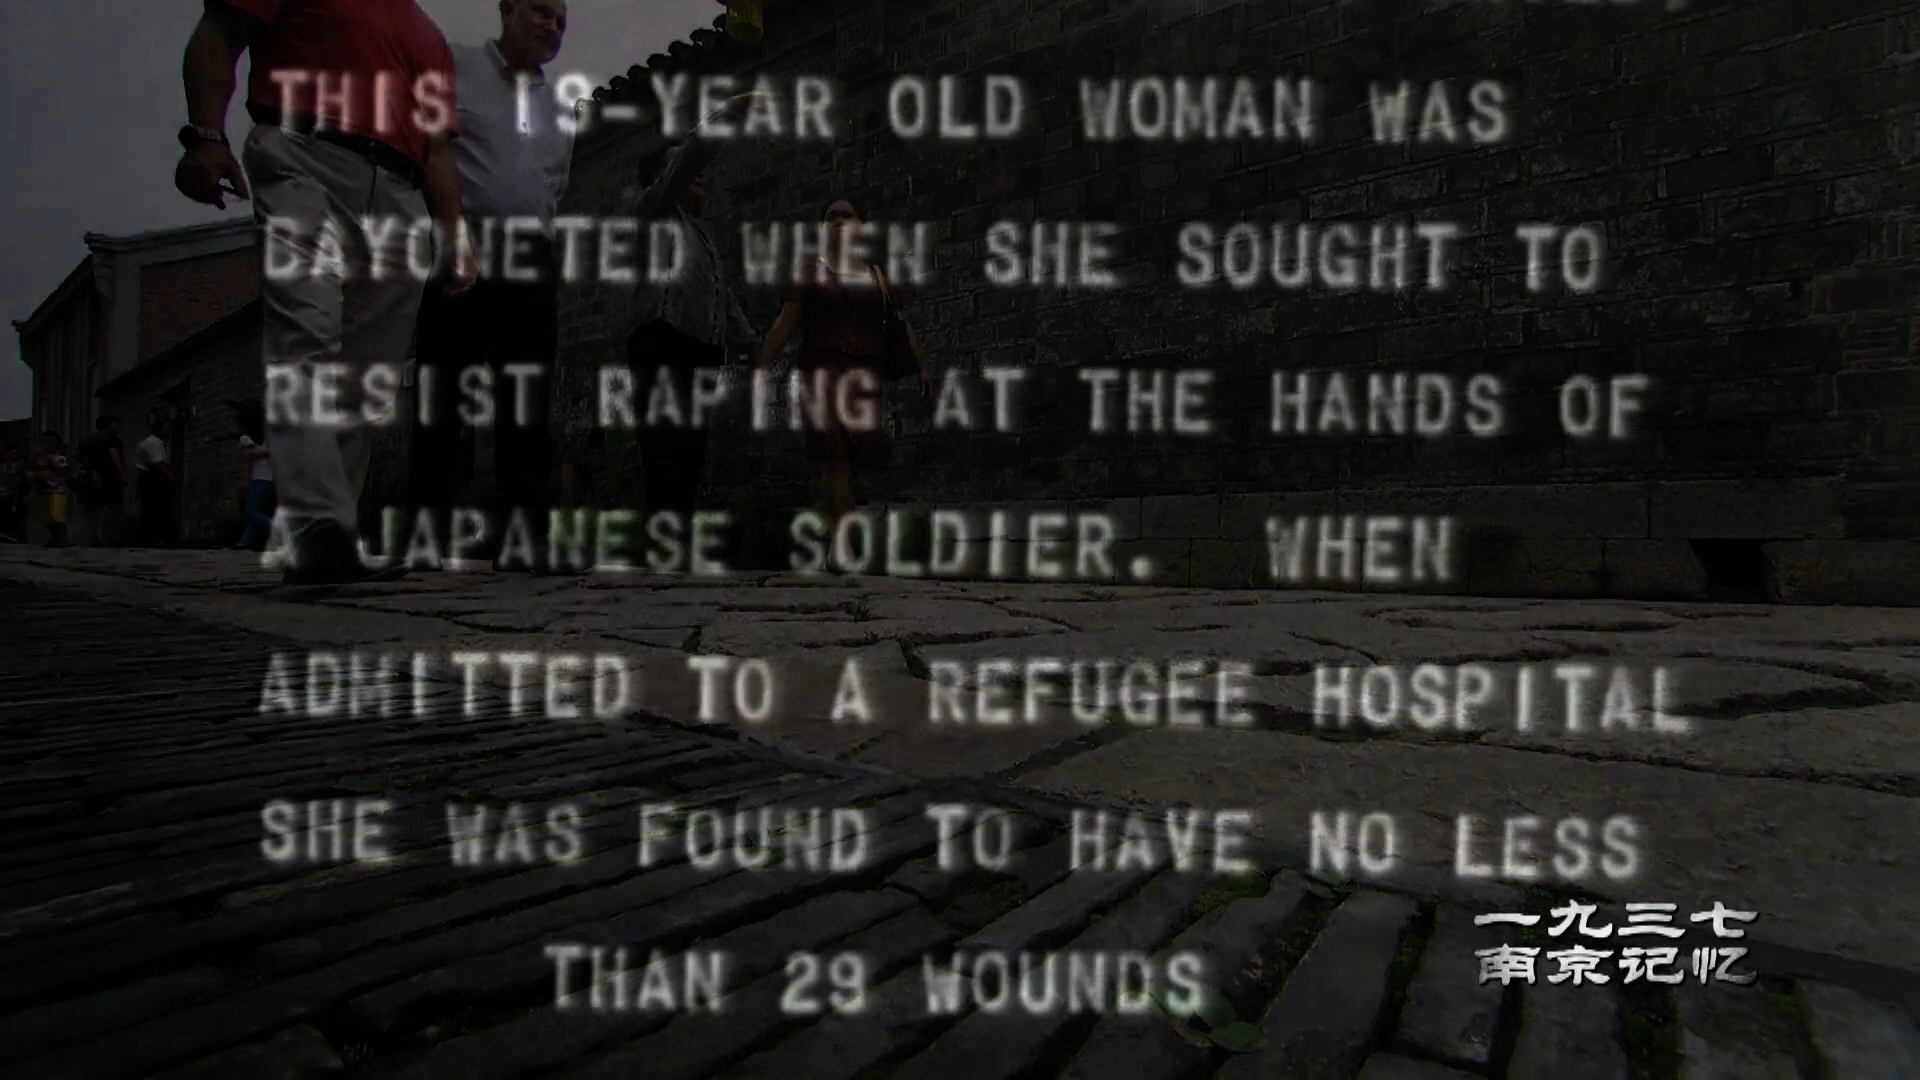 THIS 19-YEAR OLD WOMAN WAS
BAYONETED WHEN SHE SOUGHT TO
RESIST RAPING AT THE HANDS OF
A JAPANESE SOLDIER. WHEN
ADMITTED TO A REFUGEE HOSPITAL
SHE WAS FOUND TO HAVE NO LESS
THAN 29 WOUNDS
一九三七
南京记忆